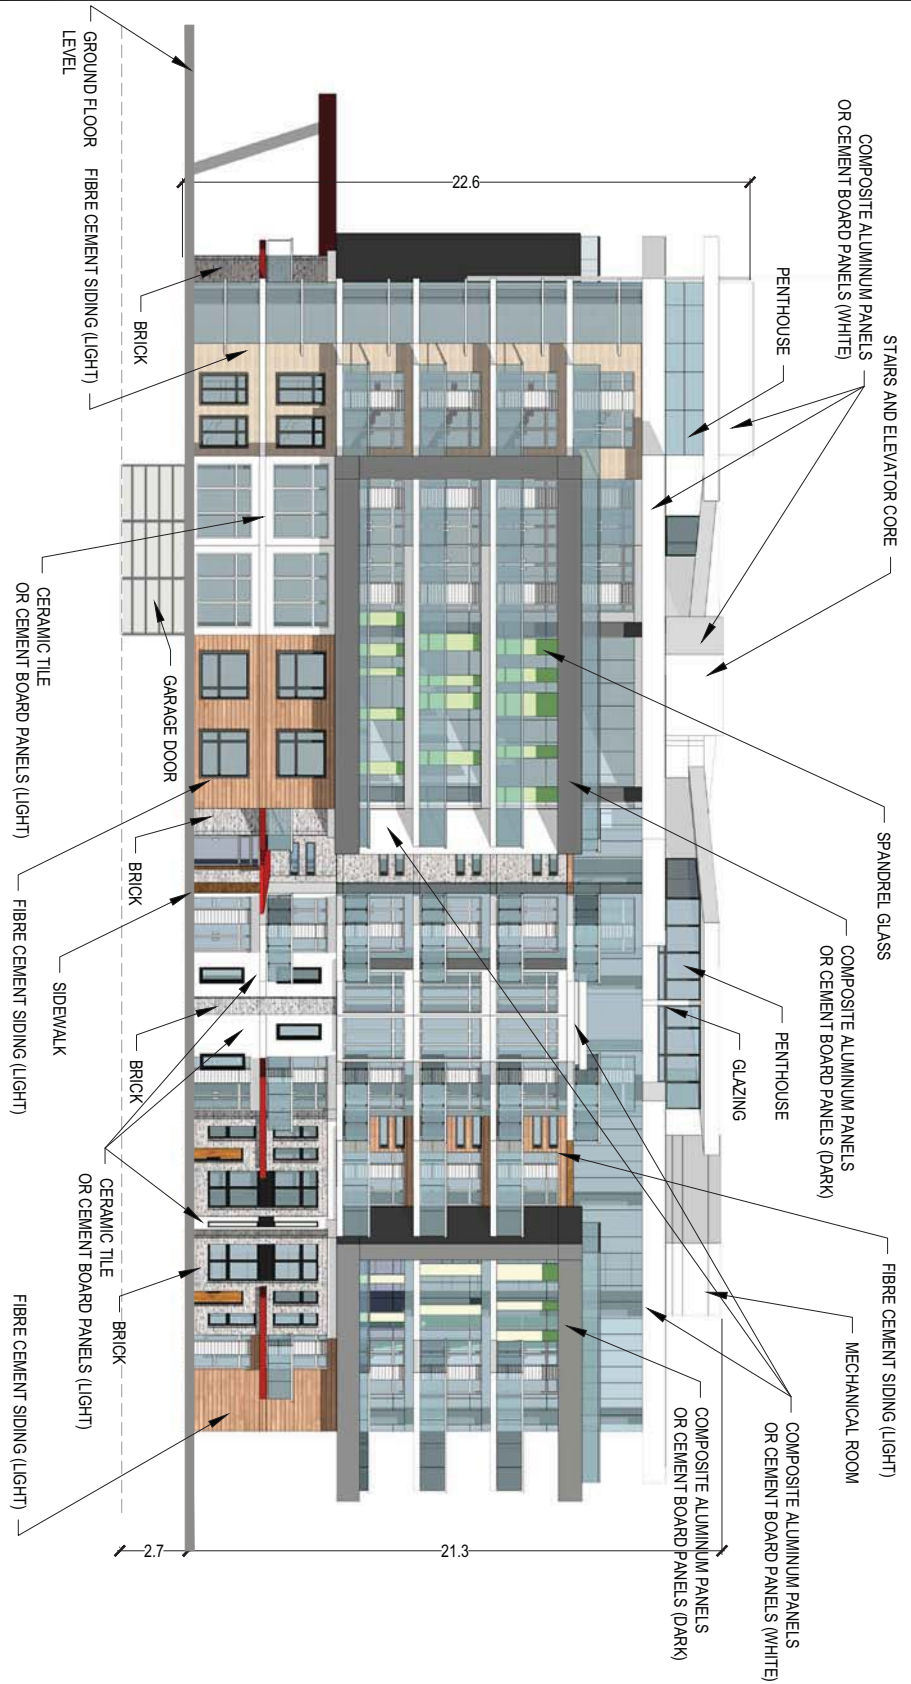 STAIRS AND ELEVATOR CORE
COMPOSITE ALUMINUM PANELS
OR CEMENT BOARD PANELS (WHITE)
PENTHOUSE
SPANDREL GLASS
COMPOSITE ALUMINUM PANELS
OR CEMENT BOARD PANELS (DARK)
PENTHOUSE
GLAZING
FIBRE CEMENT SIDING (LIGHT)
MECHANICAL ROOM
COMPOSITE ALUMINUM PANELS
OR CEMENT BOARD PANELS (WHITE)
COMPOSITE ALUMINUM PANELS
OR CEMENT BOARD PANELS (DARK)
22.6
21.3
2.7
GROUND FLOOR
LEVEL
FIBRE CEMENT SIDING (LIGHT)
BRICK
CERAMIC TILE
OR CEMENT BOARD PANELS (LIGHT)
GARAGE DOOR
BRICK
FIBRE CEMENT SIDING (LIGHT)
SIDEWALK
BRICK
CERAMIC TILE
OR CEMENT BOARD PANELS (LIGHT)
BRICK
FIBRE CEMENT SIDING (LIGHT)